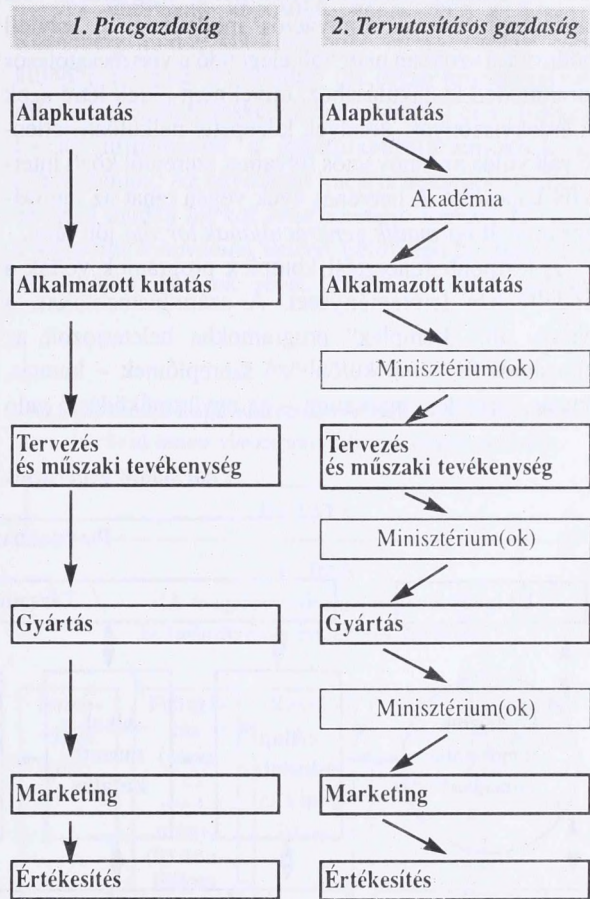 1. Piacgazdaság
Alapkutatás
Alkalmazott kutatás
Tervezés
és műszaki tevékenység
Gyártás
Marketing
Értékesítés
2. Tervutasításos gazdaság
Alapkutatás
Akadémia
Alkalmazott kutatás
Minisztérium(ok)
Tervezés
és műszaki tevékenység
Minisztérium(ok)
Gyártás
Minisztérium(ok)
Marketing
Értékesítés